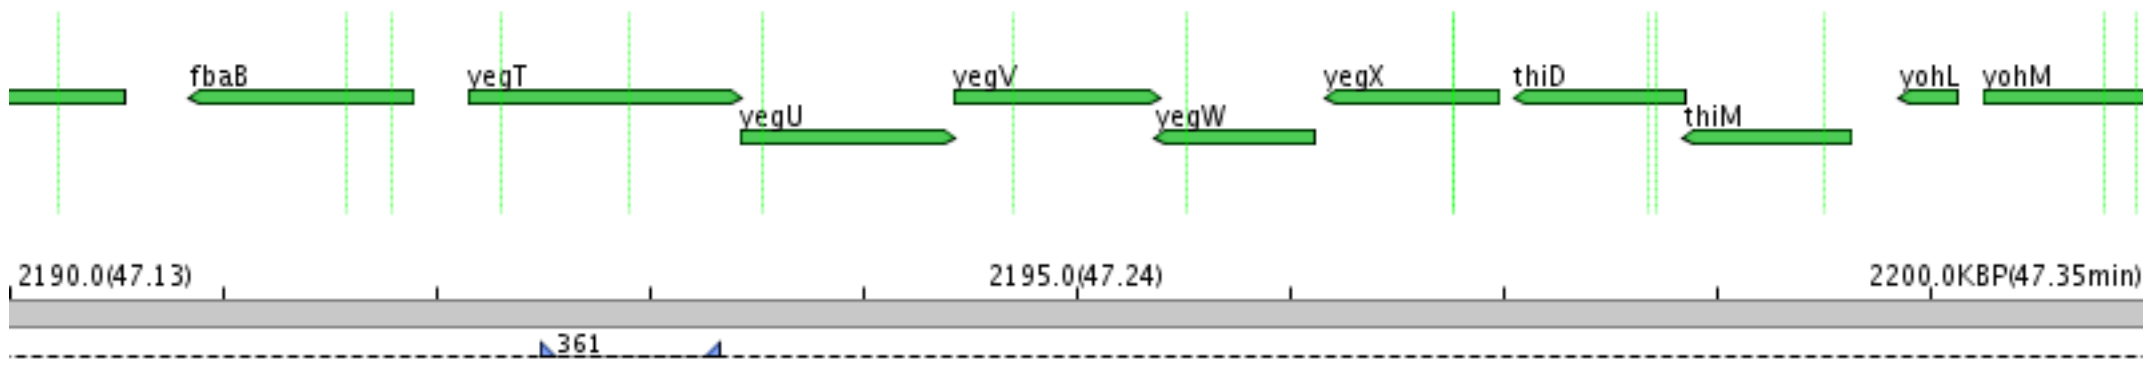 fbaB yegT yegV yegX thiD yohL yohM
yegU yegW thiM
2190.0(47.13) 2195.0(47.24) 2200.0KBP(47.35min)
361